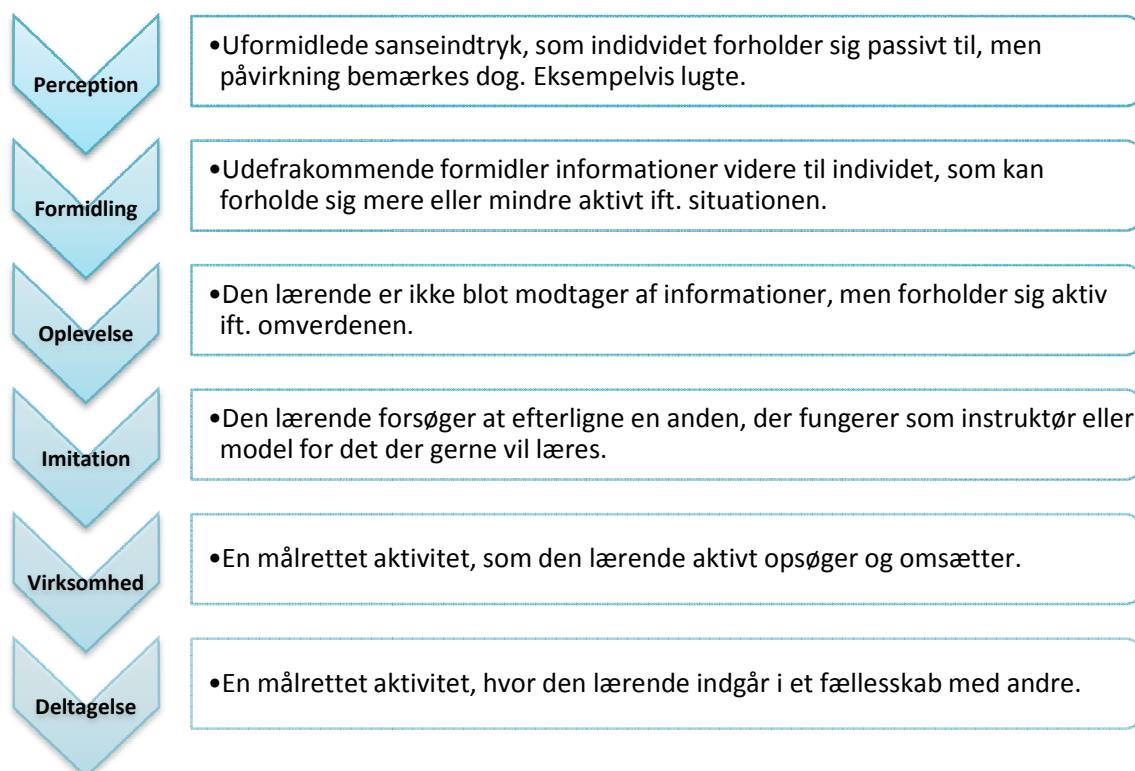 Perception
•Uformidlede sanseindtryk, som indidvidet forholder sig passivt til, men
påvirkning bemærkes dog. Eksempelvis lugte.
Formidling
•Udefrakommende formidler informationer videre til individet, som kan
forholde sig mere eller mindre aktivt ift. situationen.
Oplevelse
•Den lærende er ikke blot modtager af informationer, men forholder sig aktiv
ift. omverdenen.
Imitation
•Den lærende forsøger at efterligne en anden, der fungerer som instruktør eller
model for det der gerne vil læres.
Virksomhed
•En målrettet aktivitet, som den lærende aktivt opsøger og omsætter.
Deltagelse
•En målrettet aktivitet, hvor den lærende indgår i et fællesskab med andre.